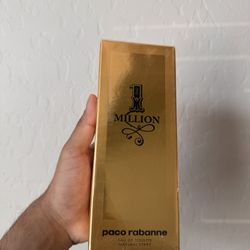 1
MILLION
paco rabanne
EAU DE TOILETTE
NATURAL SPRAY